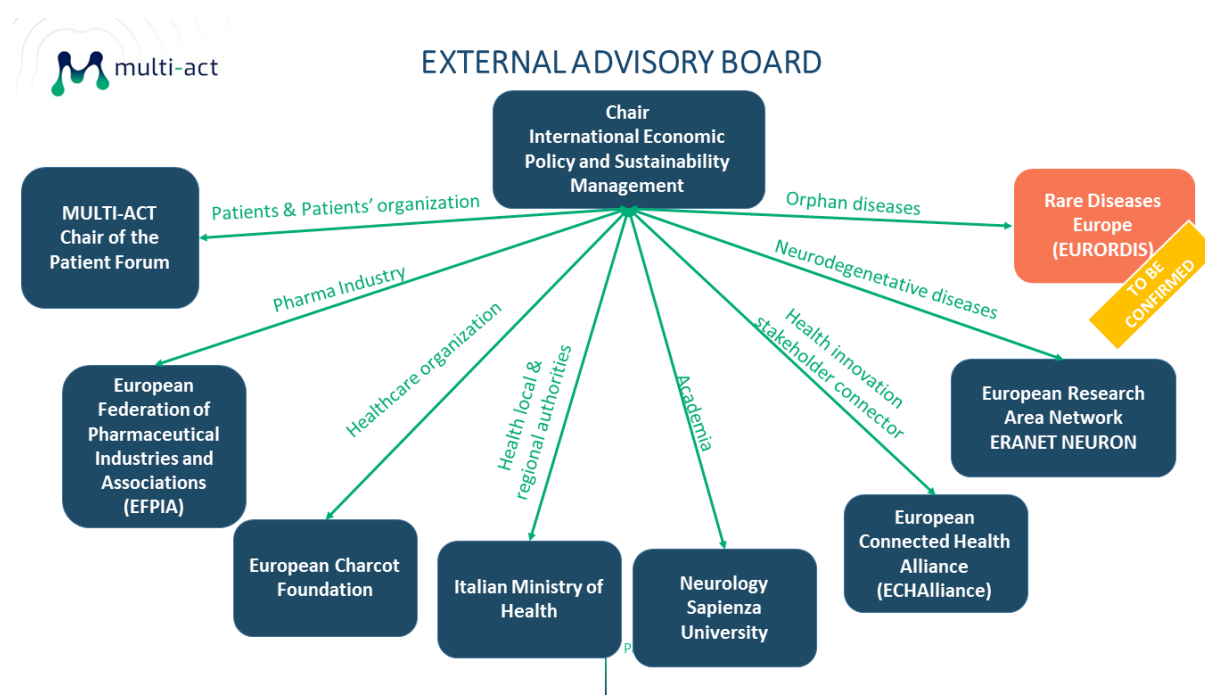 multi-act
EXTERNAL ADVISORY BOARD
Chair
International Economic
Policy and Sustainability
Management
MULTI-ACT
Chair of the
Patient Forum
Patients & Patients' organization
Orphan diseases
Rare Diseases
Europe
(EURORDIS)
TO BE
CONFIRMED
Pharma Industry
Neurodegenetative diseases
Healthcare organization
Health local &
regional authorities
Academia
Health innovation
stakeholder connector
European
Federation of
Pharmaceutical
Industries and
Associations
(EFPIA)
European Research
Area Network
ERANET NEURON
European Charcot
Foundation
Italian Ministry of
Health
Neurology
Sapienza
University
European
Connected Health
Alliance
(ECHAlliance)